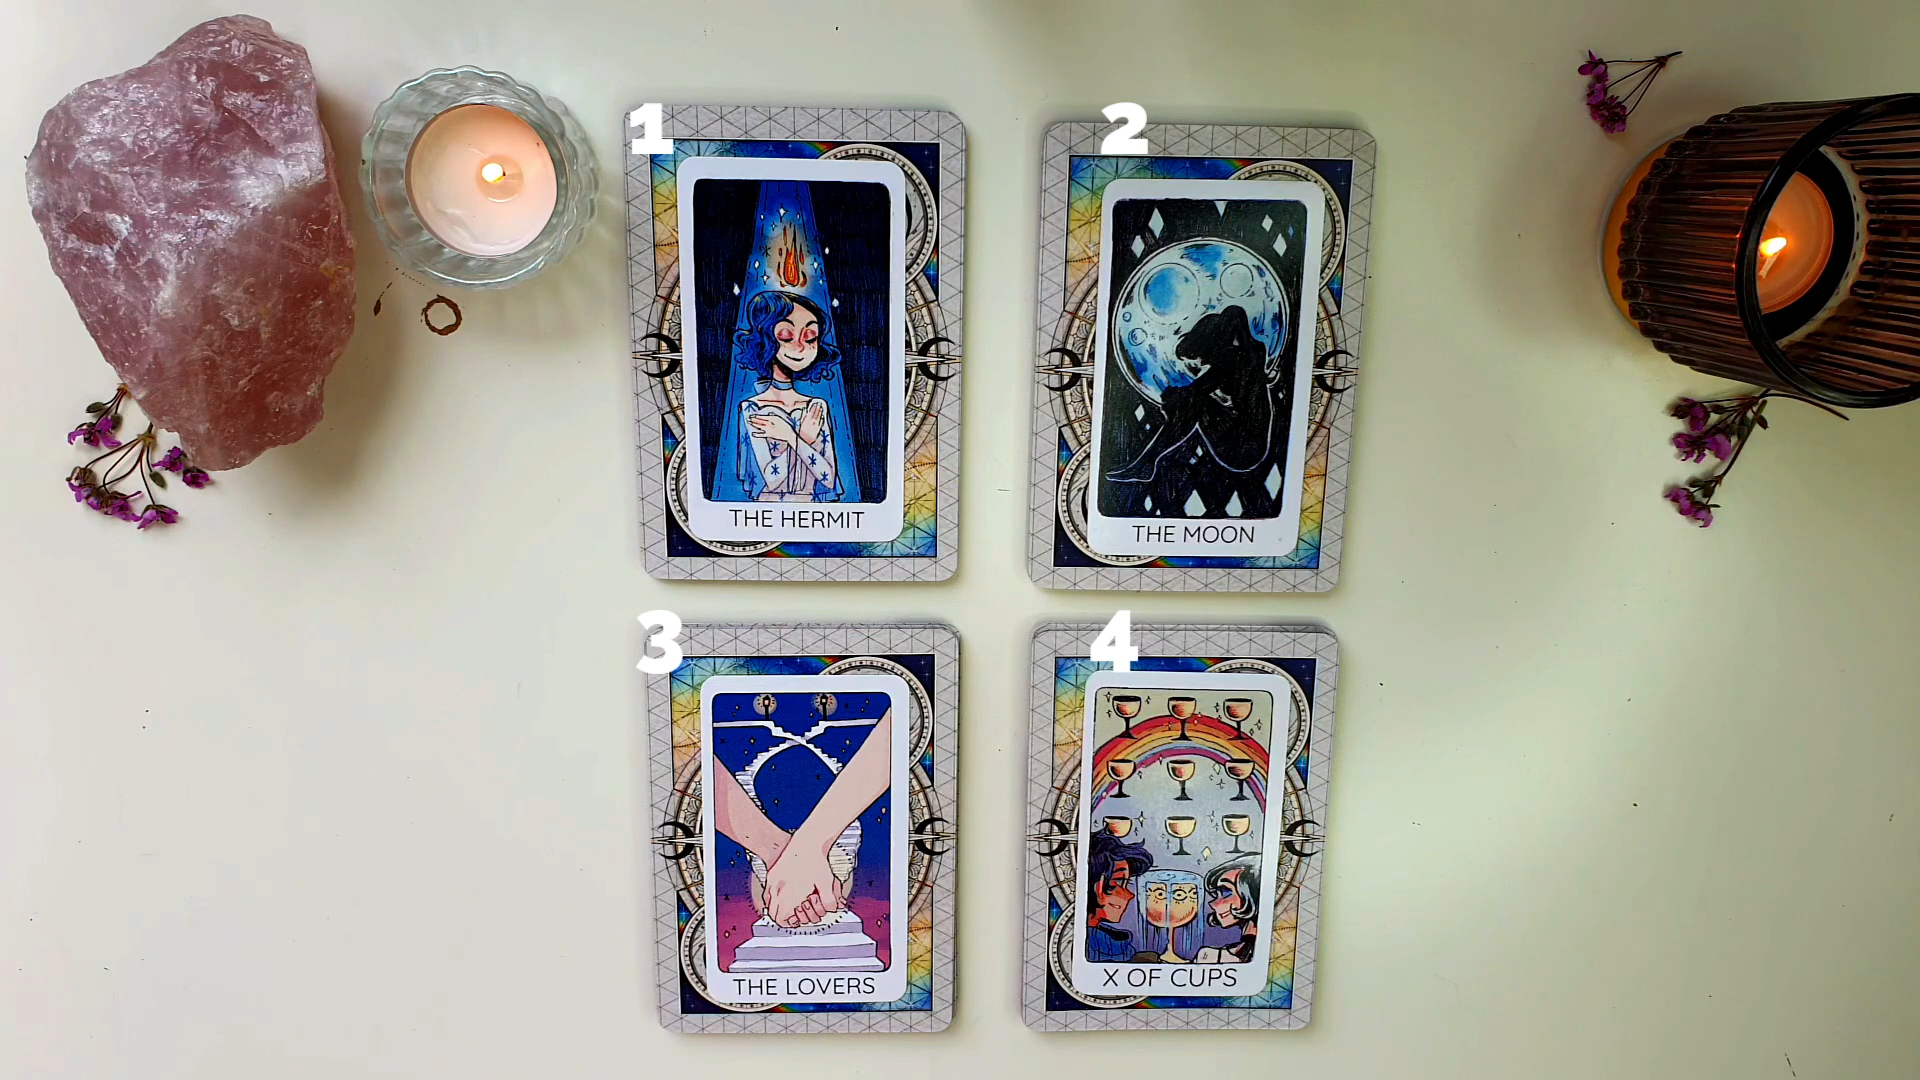 1
2
THE HERMIT
THE MOON
3
4
THE LOVERS
X OF CUPS